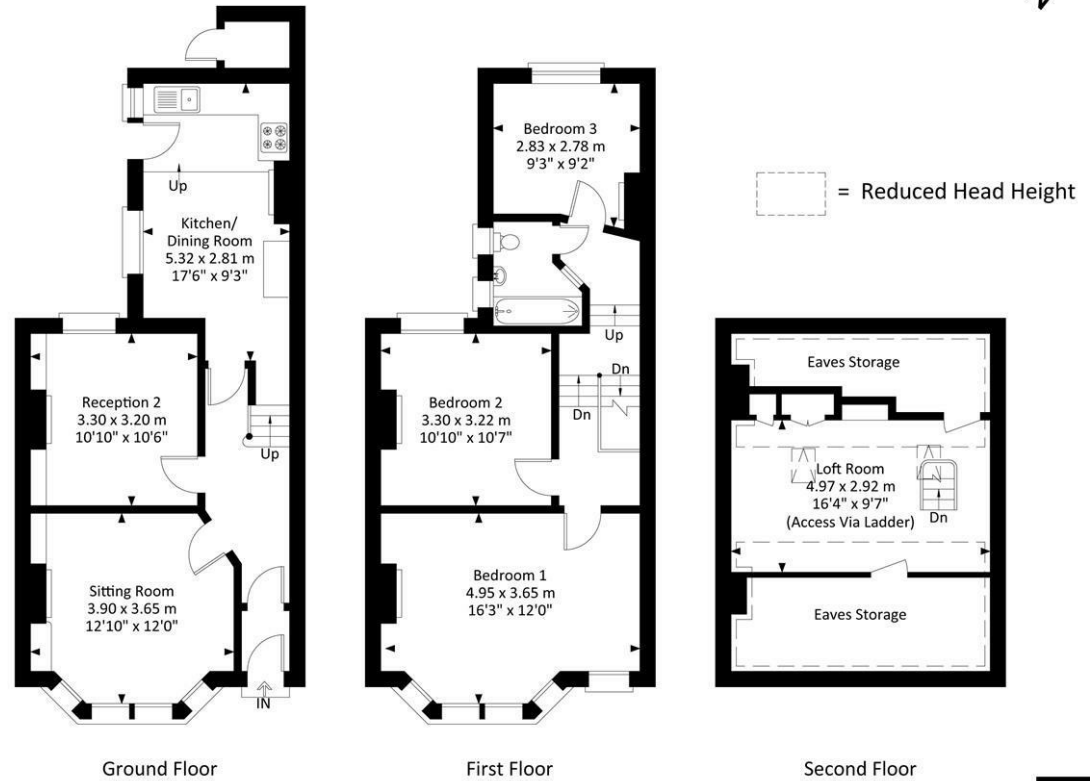 Up
Kitchen/
Dining Room
5.32 x 2.81 m
17'6" x 9'3"
Reception 2
3.30 x 3.20 m
10'10" x 10'6"
Up
Sitting Room
3.90 x 3.65 m
12'10" x 12'0"
IN
Ground Floor
Bedroom 3
2.83 x 2.78 m
9'3" x 9'2"
Up
Dn
Dn
Bedroom 2
3.30 x 3.22 m
10'10" x 10'7"
Bedroom 1
4.95 x 3.65 m
16'3" x 12'0"
First Floor
= Reduced Head Height
Eaves Storage
Loft Room
4.97 x 2.92 m
16'4" x 9'7"
(Access Via Ladder)
Dn
Eaves Storage
Second Floor